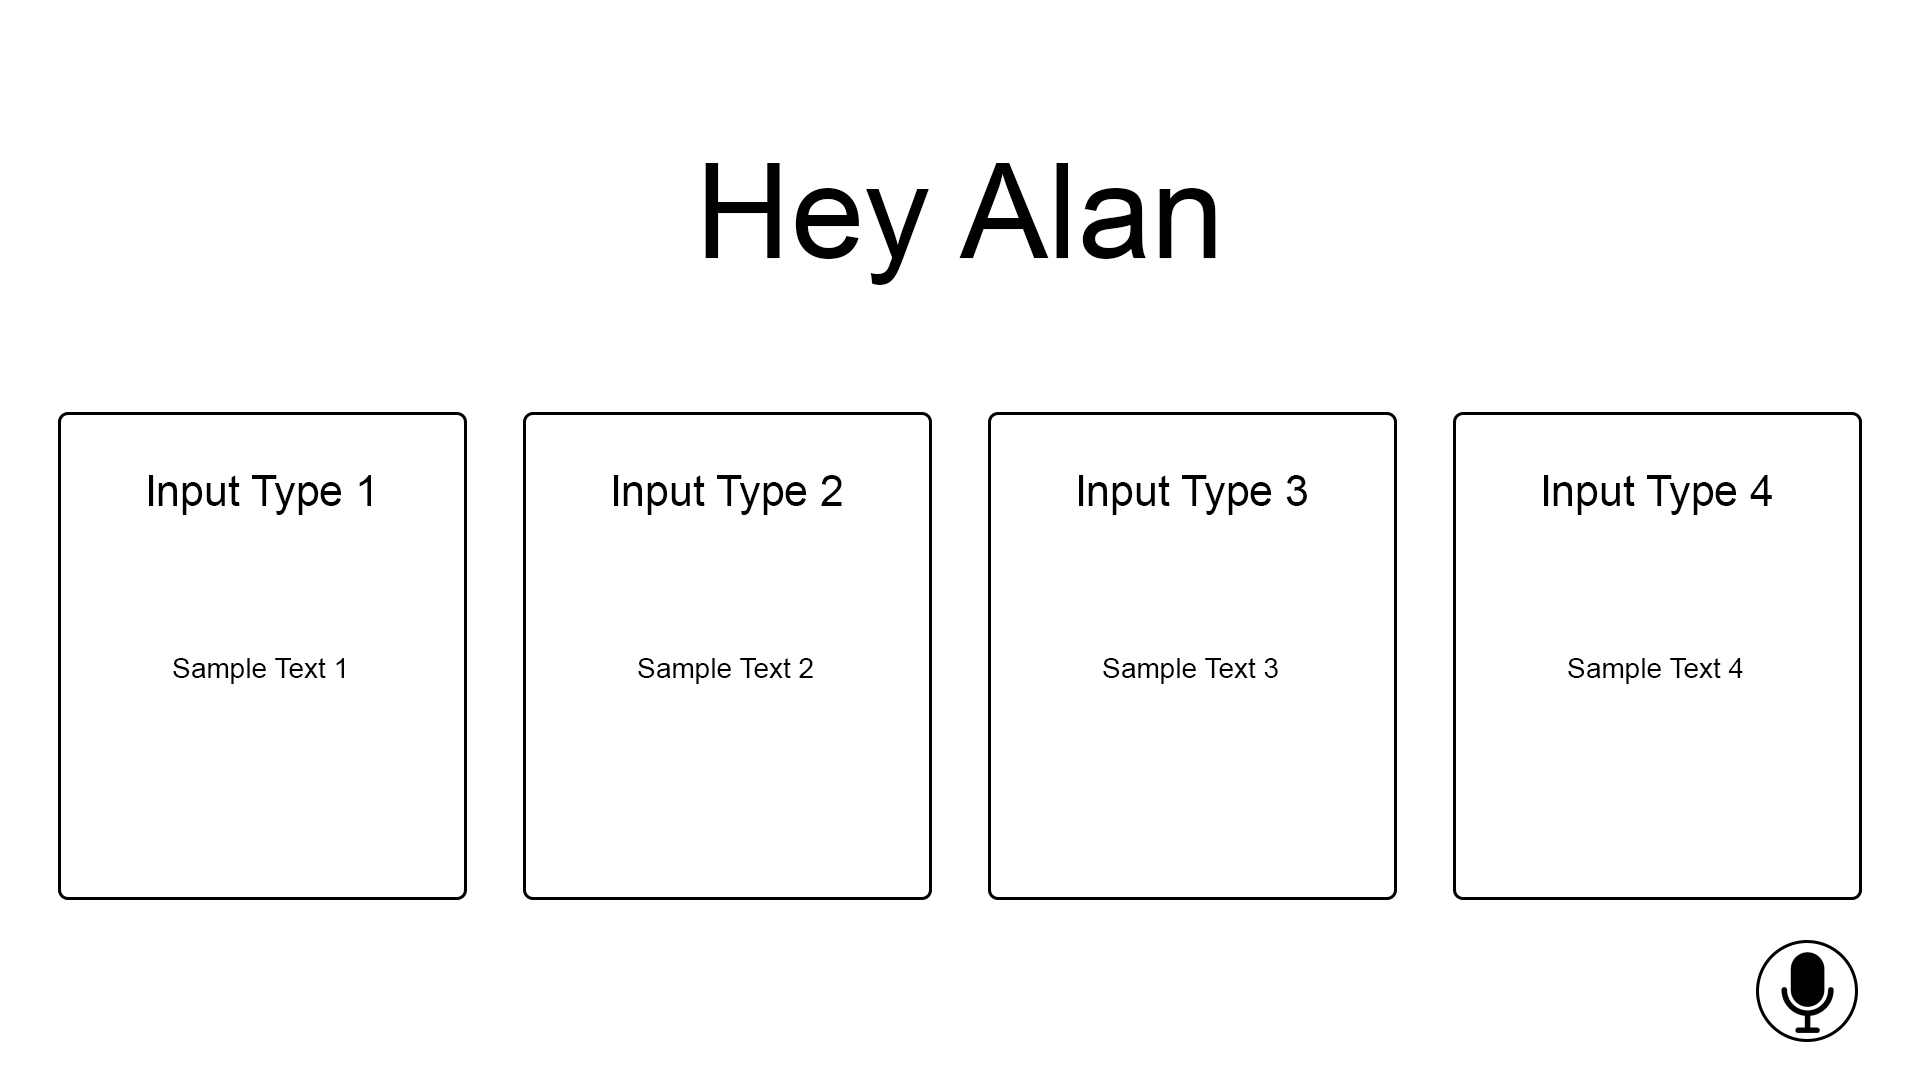 Hey Alan
Input Type 1
Sample Text 1
Input Type 2
Sample Text 2
Input Type 3
Sample Text 3
Input Type 4
Sample Text 4